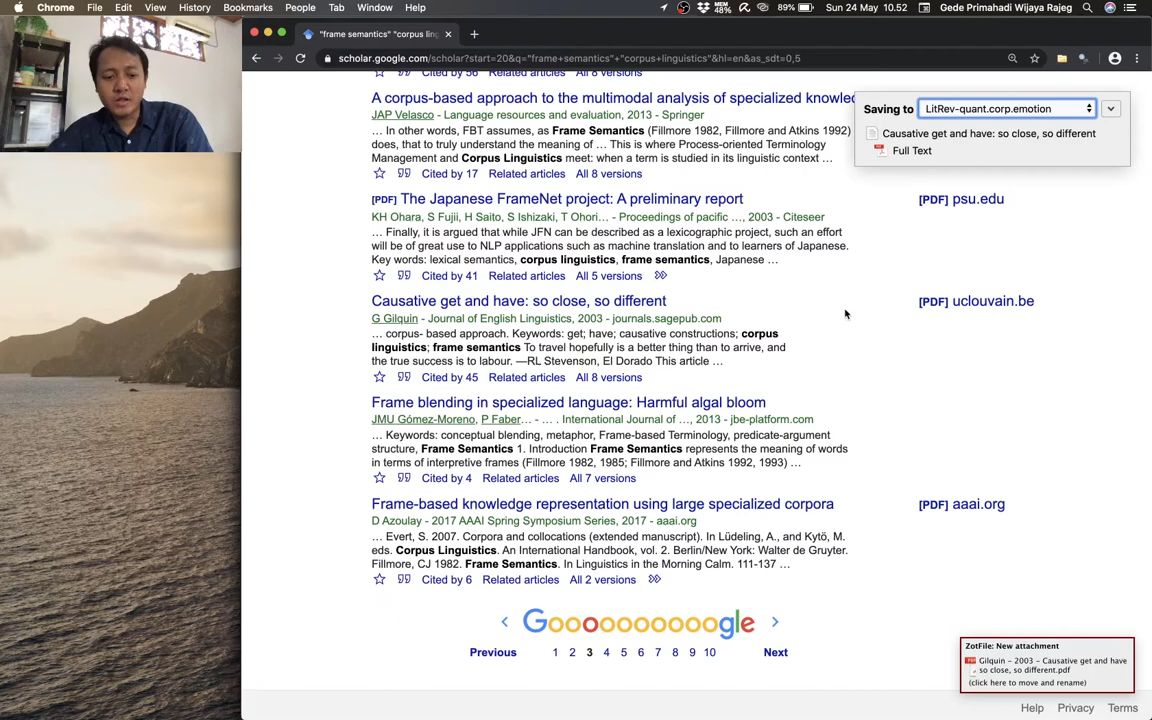 Chrome File Edit View History Bookmarks People Tab Window Help MEM 48% 89% Sun 24 May 10.52 Gede Primahadi Wijaya Rajeg
"frame semantics" "corpus ling
scholar.google.com/scholar?start=20&q="frame+semantics"+"corpus+linguistics"&hl=en&as_sdt=0,5
Cited by 56 Related articles All 8 versions
A corpus-based approach to the multimodal analysis of specialized knowled
JAP Velasco - Language resources and evaluation, 2013 - Springer
... In other words, FBT assumes, as Frame Semantics (Fillmore 1982, Fillmore and Atkins 1992)
does, that to truly understand the meaning of ... This is where Process-oriented Terminology
Management and Corpus Linguistics meet: when a term is studied in its linguistic context ...
Cited by 17 Related articles All 8 versions
Saving to LitRev-quant.corp.emotion
Causative get and have: so close, so different
Full Text
[PDF] The Japanese FrameNet project: A preliminary report
[PDF] psu.edu
KH Ohara, S Fujii, H Saito, S Ishizaki, T Ohori... - Proceedings of pacific ..., 2003 - Citeseer
... Finally, it is argued that while JFN can be described as a lexicographic project, such an effort
will be of great use to NLP applications such as machine translation and to learners of Japanese.
Key words: lexical semantics, corpus linguistics, frame semantics, Japanese ...
Cited by 41 Related articles All 5 versions
Causative get and have: so close, so different
[PDF] uclouvain.be
G Gilquin - Journal of English Linguistics, 2003 - journals.sagepub.com
... corpus- based approach. Keywords: get; have; causative constructions; corpus
linguistics; frame semantics To travel hopefully is a better thing than to arrive, and
the true success is to labour. —RL Stevenson, El Dorado This article ...
Cited by 45 Related articles All 8 versions
Frame blending in specialized language: Harmful algal bloom
JMU Gómez-Moreno, P Faber... - ... . International Journal of ..., 2013 - jbe-platform.com
... Keywords: conceptual blending, metaphor, Frame-based Terminology, predicate-argument
structure, Frame Semantics 1. Introduction Frame Semantics represents the meaning of words
in terms of interpretive frames (Fillmore 1982, 1985; Fillmore and Atkins 1992, 1993) ...
Cited by 4 Related articles All 7 versions
Frame-based knowledge representation using large specialized corpora
[PDF] aaai.org
D Azoulay - 2017 AAAI Spring Symposium Series, 2017 - aaai.org
... Evert, S. 2007. Corpora and collocations (extended manuscript). In Lüdeling, A., and Kytö, M.
eds. Corpus Linguistics. An International Handbook, vol. 2. Berlin/New York: Walter de Gruyter.
Fillmore, CJ 1982. Frame Semantics. In Linguistics in the Morning Calm. 111-137 ...
Cited by 6 Related articles All 2 versions
Goooooooooogle
Previous 1 2 3 4 5 6 7 8 9 10 Next
ZotFile: New attachment
Gilquin - 2003 - Causative get and have
so close, so different.pdf
(click here to move and rename)
Help Privacy Terms